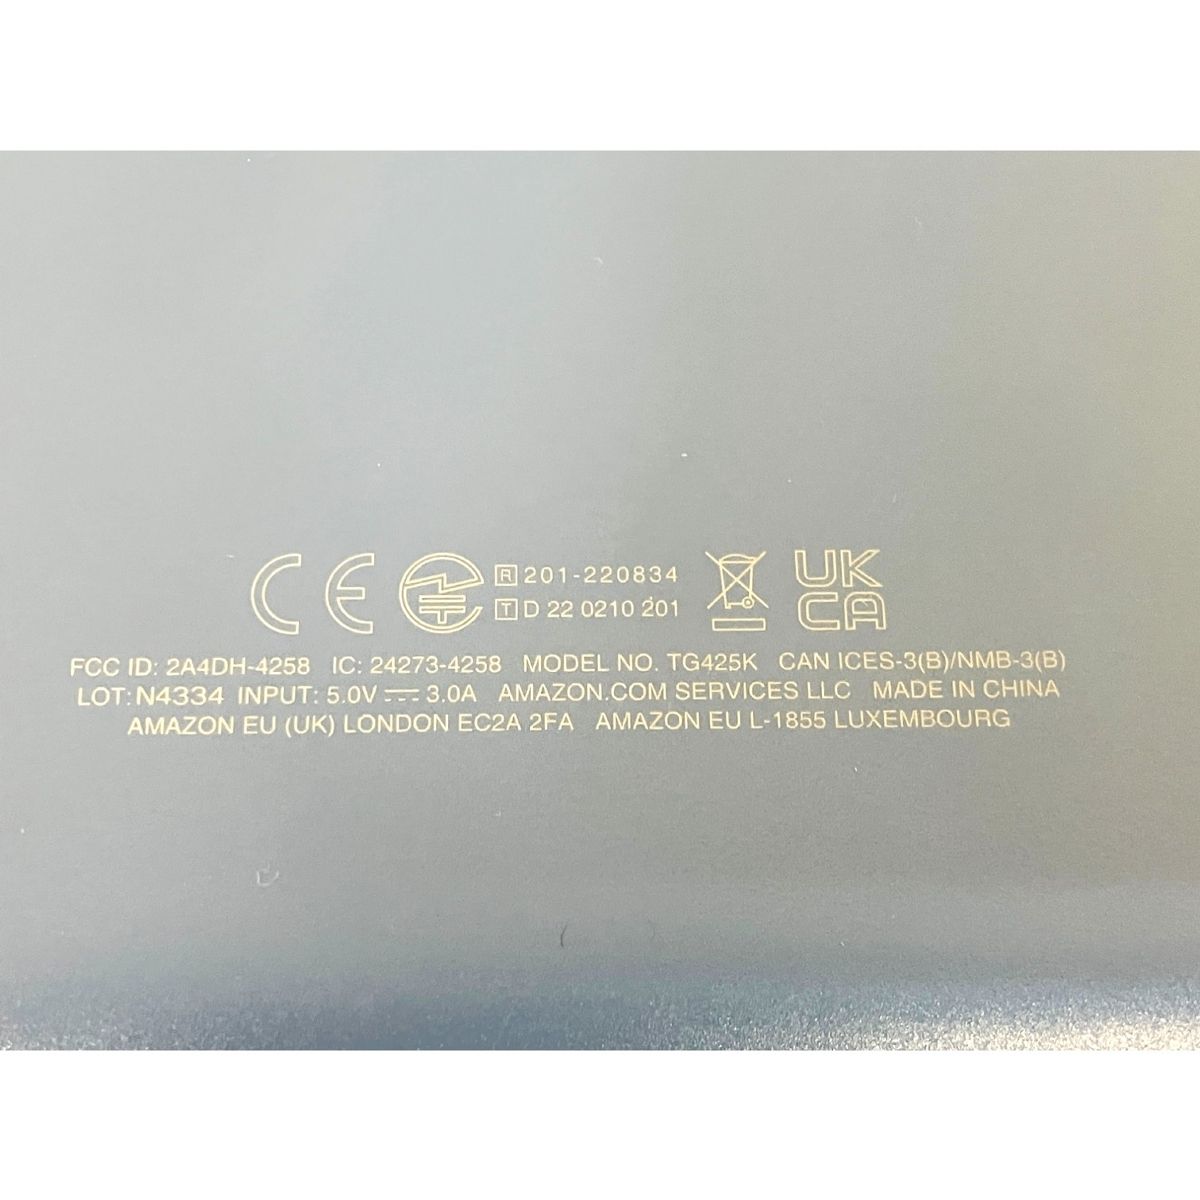 CE R 201-220834 UK
T D 22 0210 201 CA
FCC ID: 2A4DH-4258 IC: 24273-4258 MODEL NO. TG425K CAN ICES-3(B)/NMB-3(B)
LOT: N4334 INPUT: 5.0V ⎓ 3.0A AMAZON.COM SERVICES LLC MADE IN CHINA
AMAZON EU (UK) LONDON EC2A 2FA AMAZON EU L-1855 LUXEMBOURG